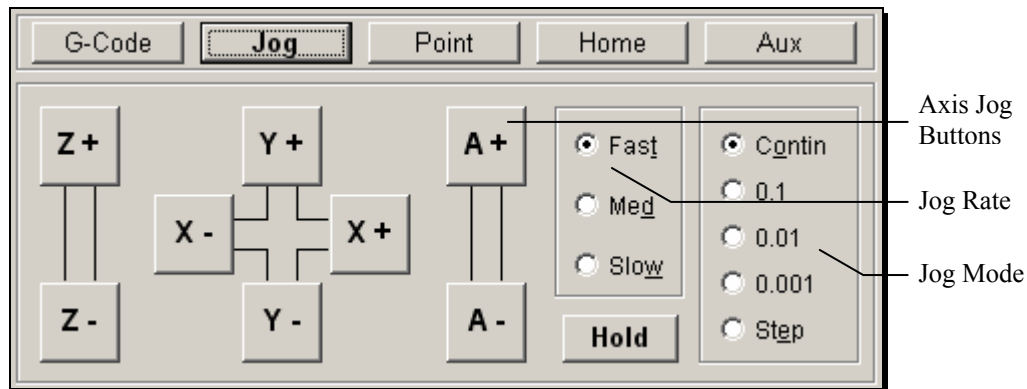 G-Code
Jog
Point
Home
Aux
Z +
Y +
A +
X -
X +
Z -
Y -
A -
Fast
Med
Slow
Hold
Contin
0.1
0.01
0.001
Step
Axis Jog
Buttons
Jog Rate
Jog Mode